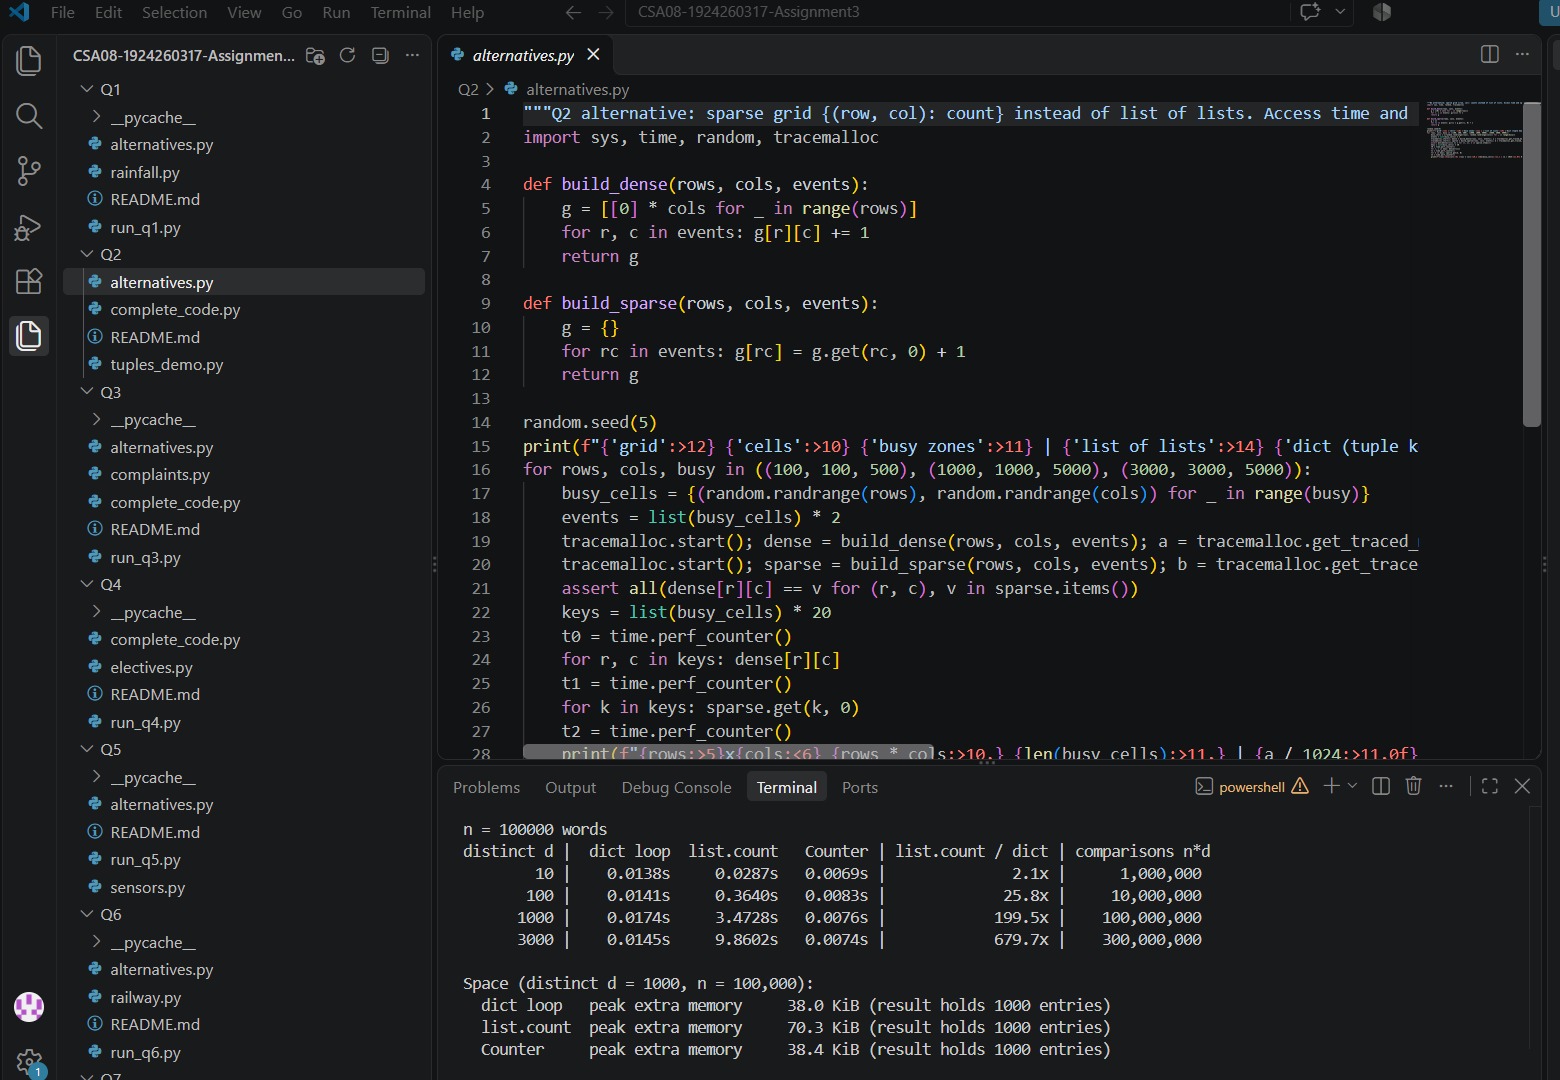 File Edit Selection View Go Run Terminal Help
CSA08-1924260317-Assignment3
CSA08-1924260317-Assignmen...
Q1
__pycache__
alternatives.py
rainfall.py
README.md
run_q1.py
Q2
alternatives.py
complete_code.py
README.md
tuples_demo.py
Q3
__pycache__
alternatives.py
complaints.py
complete_code.py
README.md
run_q3.py
Q4
__pycache__
complete_code.py
electives.py
README.md
run_q4.py
Q5
__pycache__
alternatives.py
README.md
run_q5.py
sensors.py
Q6
__pycache__
alternatives.py
railway.py
README.md
run_q6.py
Q7
1
alternatives.py
Q2 > alternatives.py
1 """Q2 alternative: sparse grid {(row, col): count} instead of list of lists. Access time and
2 import sys, time, random, tracemalloc
3
4 def build_dense(rows, cols, events):
5 g = [[0] * cols for _ in range(rows)]
6 for r, c in events: g[r][c] += 1
7 return g
8
9 def build_sparse(rows, cols, events):
10 g = {}
11 for rc in events: g[rc] = g.get(rc, 0) + 1
12 return g
13
14 random.seed(5)
15 print(f"{'grid':>12} {'cells':>10} {'busy zones':>11} | {'list of lists':>14} {'dict (tuple k
16 for rows, cols, busy in ((100, 100, 500), (1000, 1000, 5000), (3000, 3000, 5000)):
17 busy_cells = {(random.randrange(rows), random.randrange(cols)) for _ in range(busy)}
18 events = list(busy_cells) * 2
19 tracemalloc.start(); dense = build_dense(rows, cols, events); a = tracemalloc.get_traced_
20 tracemalloc.start(); sparse = build_sparse(rows, cols, events); b = tracemalloc.get_trace
21 assert all(dense[r][c] == v for (r, c), v in sparse.items())
22 keys = list(busy_cells) * 20
23 t0 = time.perf_counter()
24 for r, c in keys: dense[r][c]
25 t1 = time.perf_counter()
26 for k in keys: sparse.get(k, 0)
27 t2 = time.perf_counter()
28 print(f"{rows:>5}x{cols:<6} {rows * cols:>10,} {len(busy_cells):>11,} | {a / 1024:>11.0f}
Problems Output Debug Console Terminal Ports
powershell
n = 100000 words
distinct d | dict loop list.count Counter | list.count / dict | comparisons n*d
10 | 0.0138s 0.0287s 0.0069s | 2.1x | 1,000,000
100 | 0.0141s 0.3640s 0.0083s | 25.8x | 10,000,000
1000 | 0.0174s 3.4728s 0.0076s | 199.5x | 100,000,000
3000 | 0.0145s 9.8602s 0.0074s | 679.7x | 300,000,000
Space (distinct d = 1000, n = 100,000):
dict loop peak extra memory 38.0 KiB (result holds 1000 entries)
list.count peak extra memory 70.3 KiB (result holds 1000 entries)
Counter peak extra memory 38.4 KiB (result holds 1000 entries)